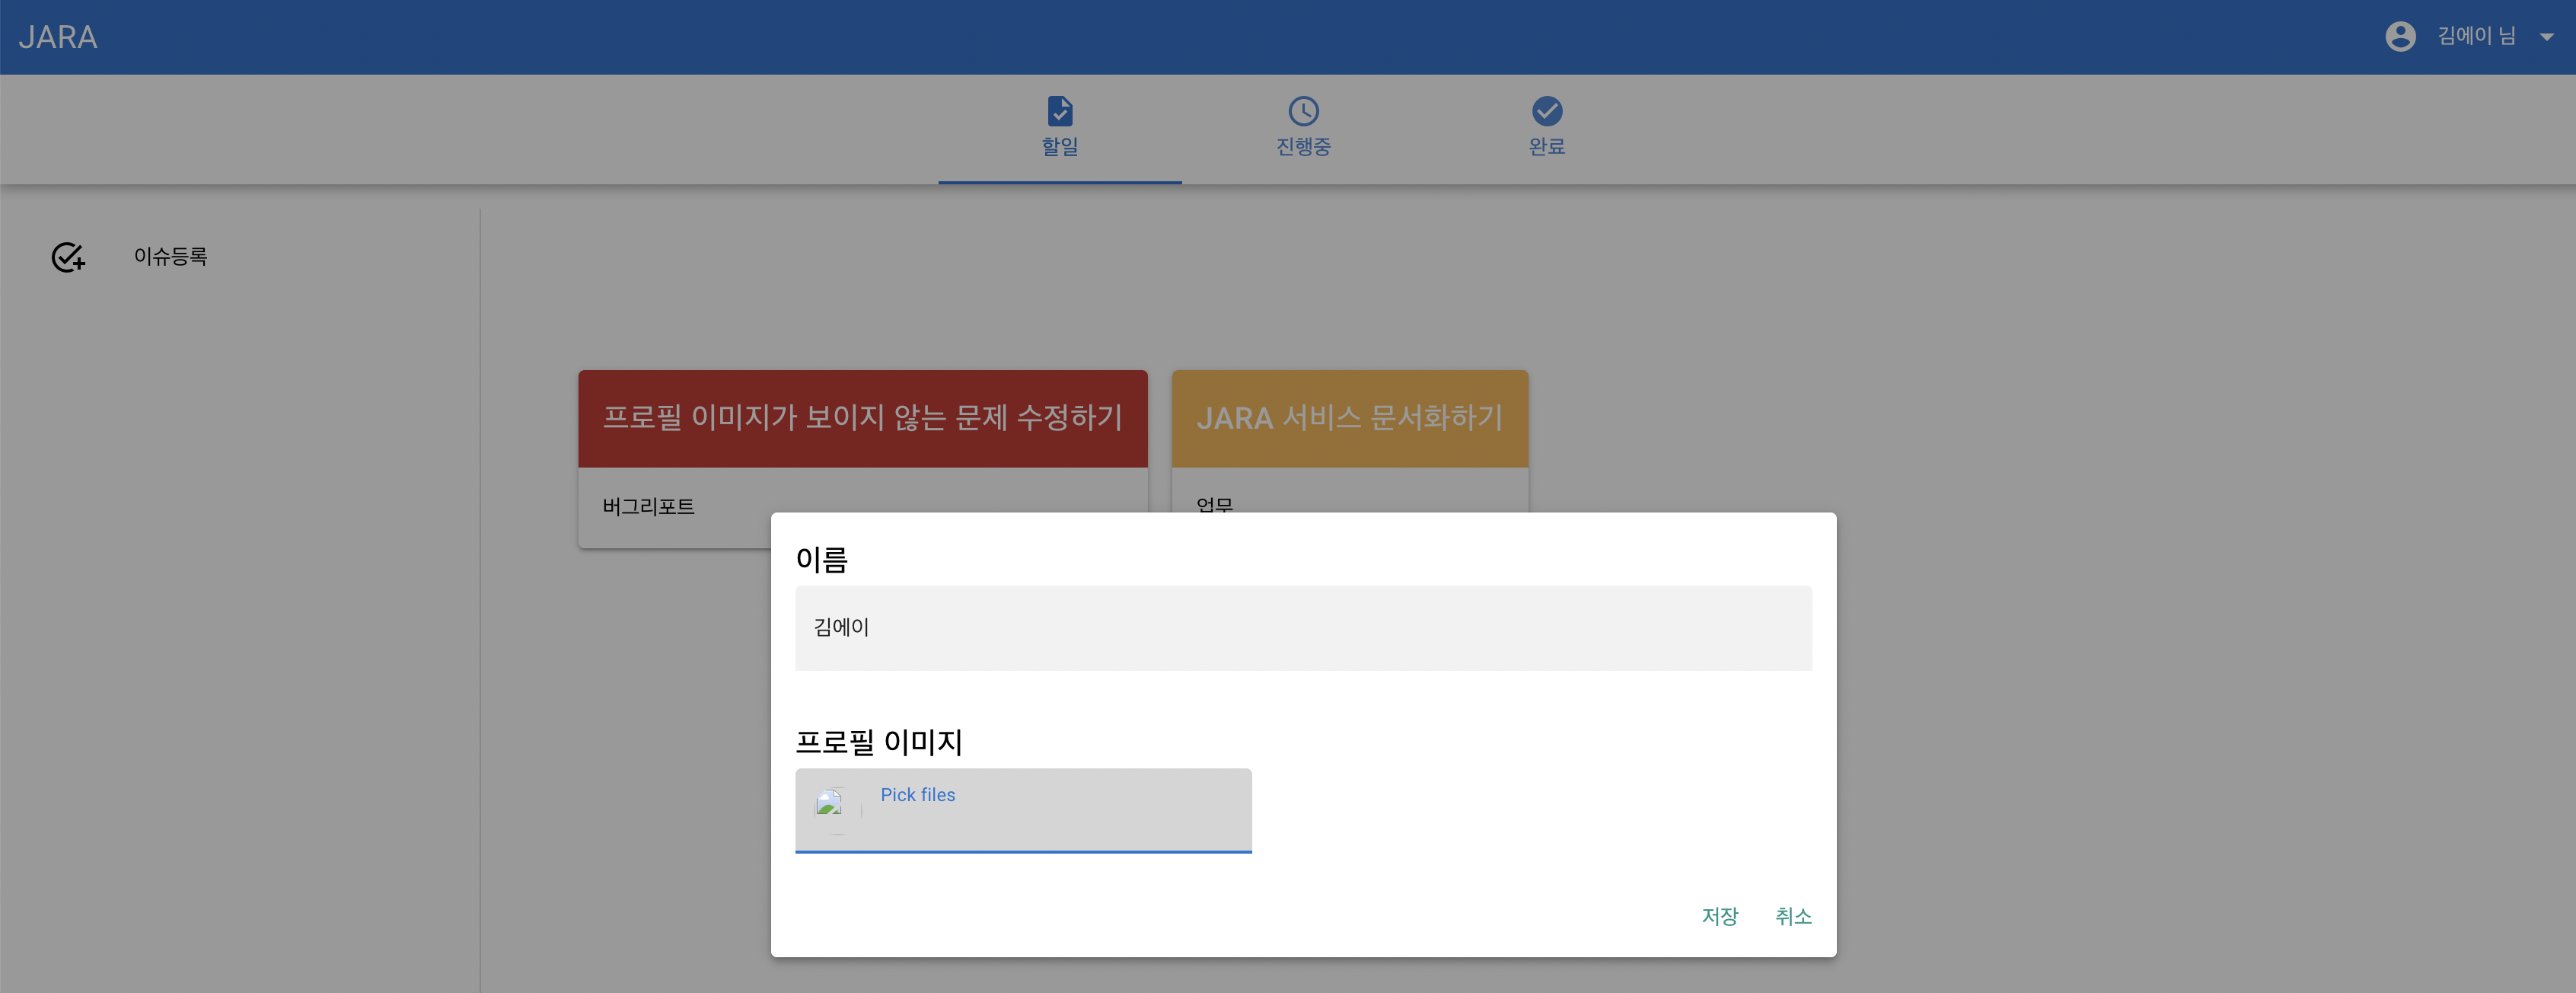 JARA
김에이 님
할일
진행중
완료
이슈등록
프로필 이미지가 보이지 않는 문제 수정하기
버그리포트
JARA 서비스 문서화하기
업무
이름
김에이
프로필 이미지
Pick files
저장
취소